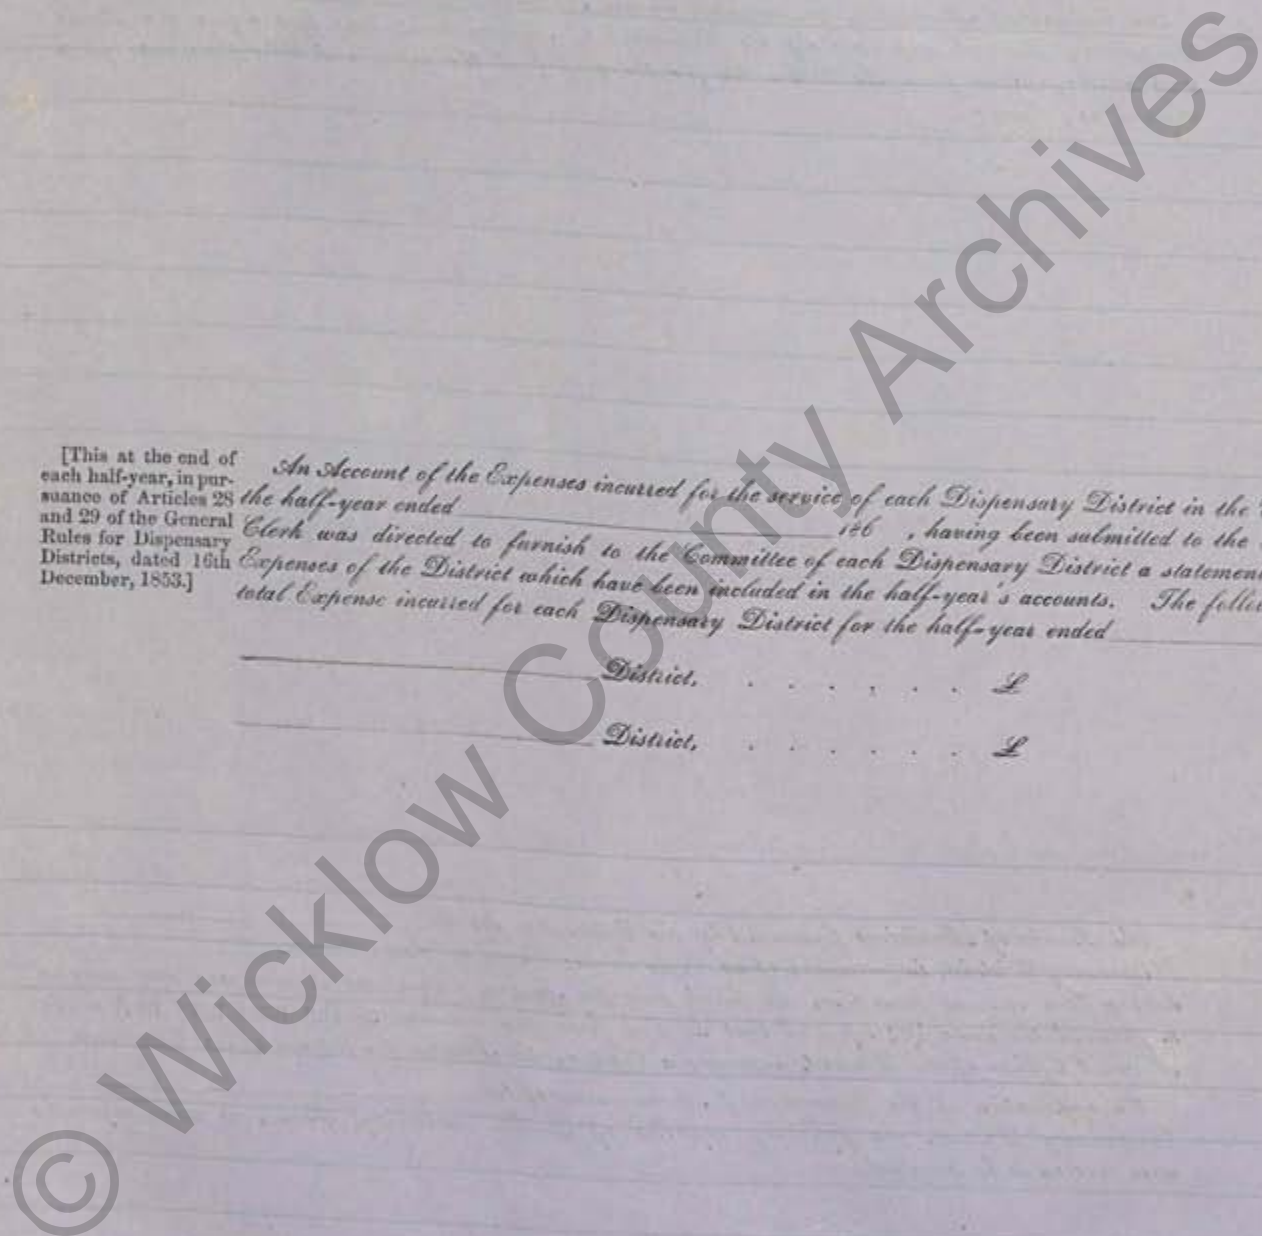 [This at the end of
each half-year, in pur-
suance of Articles 28
and 29 of the General
Rules for Dispensary
Districts, dated 16th
December, 1853.]
An Account of the Expenses incurred for the service of each Dispensary District in the
the half-year ended 186 , having been submitted to the
Clerk was directed to furnish to the Committee of each Dispensary District a statement
Expenses of the District which have been included in the half-year's accounts. The follo
total Expense incurred for each Dispensary District for the half-year ended
District, . . . . . . £
District, . . . . . . £
© Wicklow County Archives